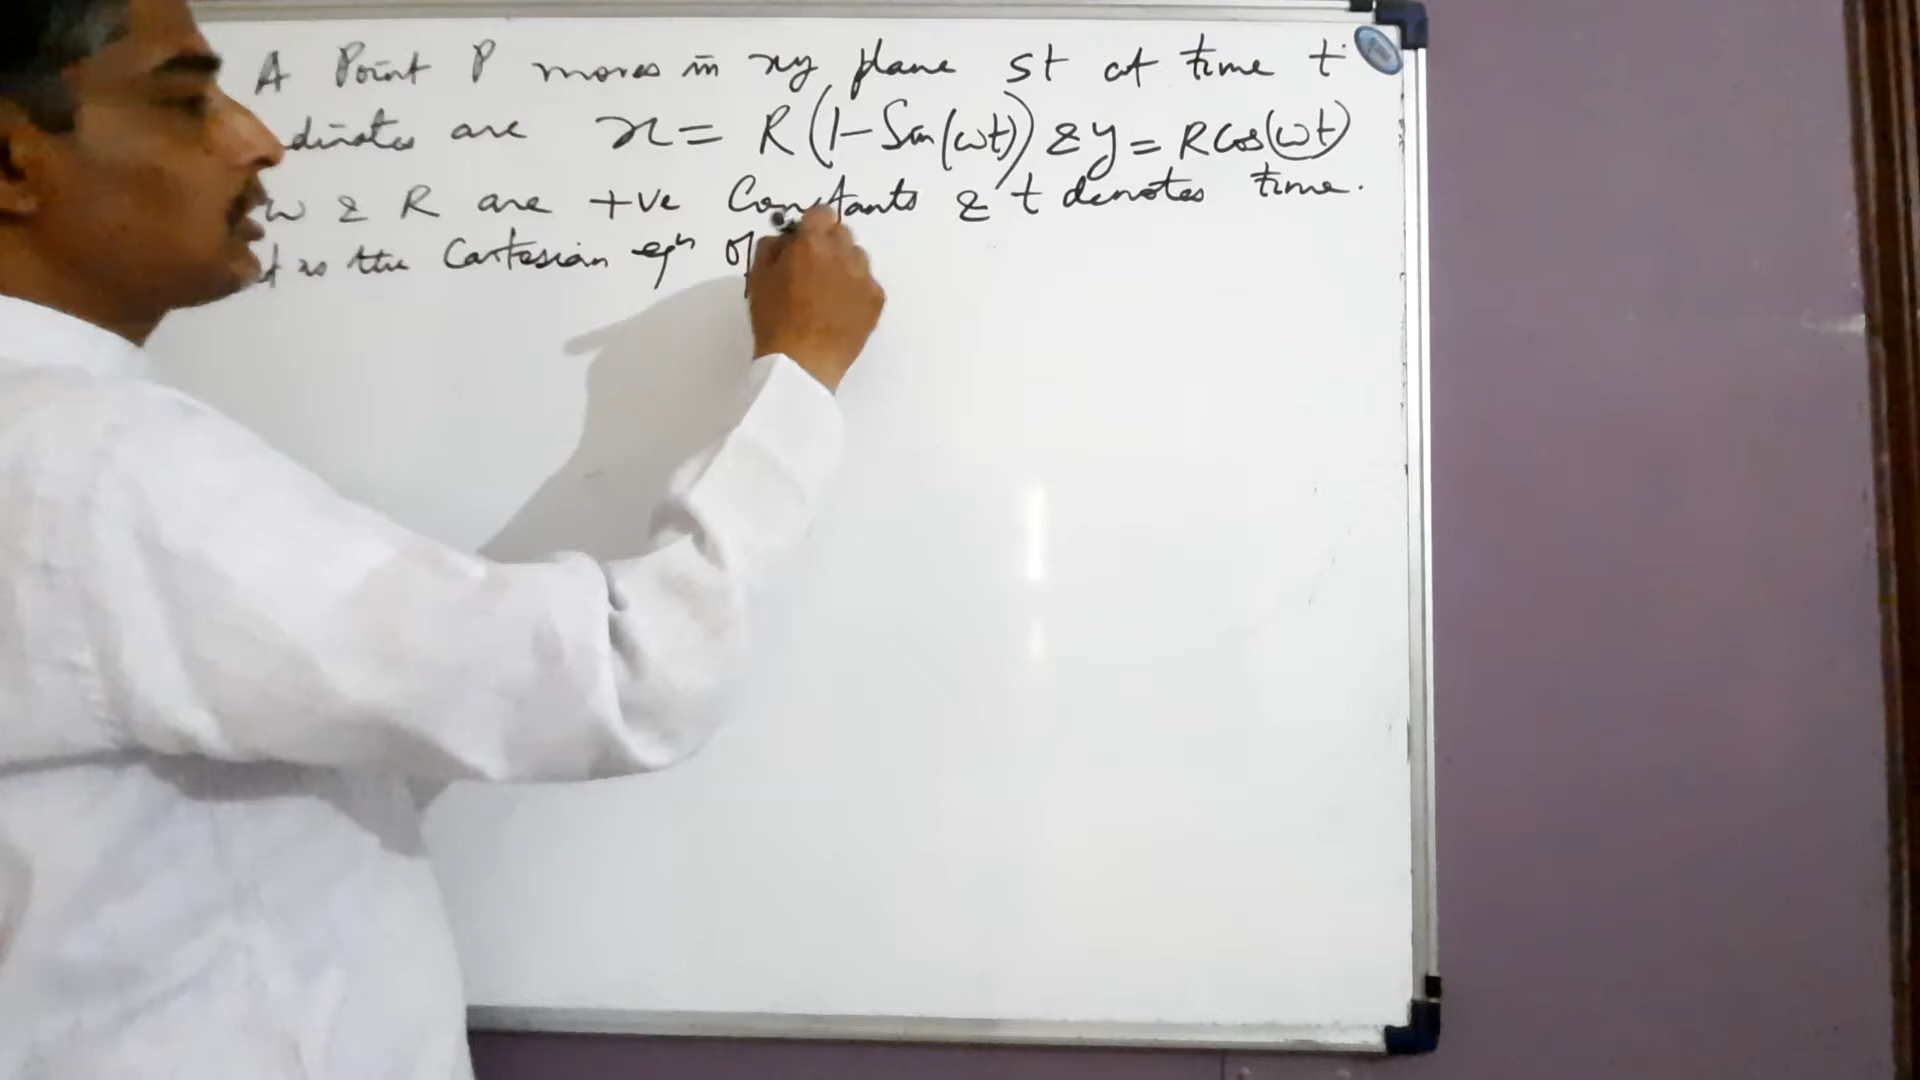 A Point P moves in xy plane st at time t
dinates are x = R(1-Sin(ωt)) & y = RCos(ωt)
ω & R are +ve Constants & t denotes time.
is the Cartesian eqn of